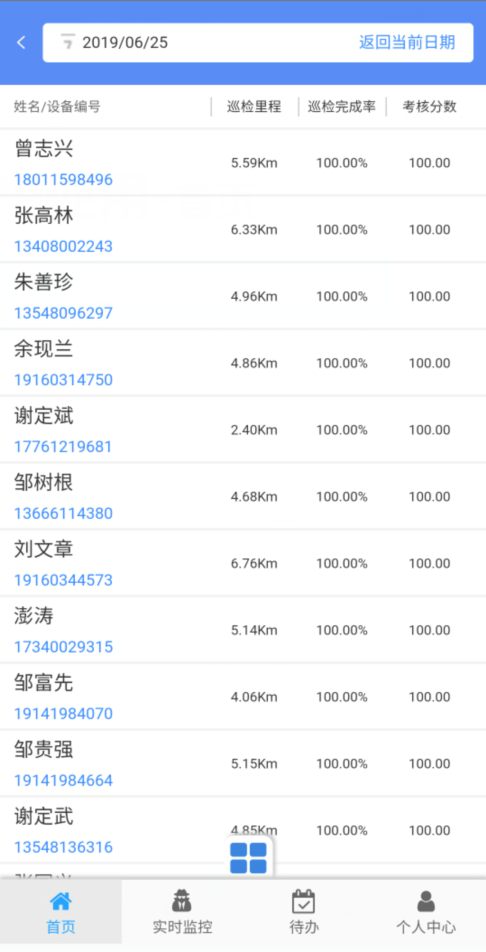 2019/06/25 返回当前日期
姓名/设备编号 巡检里程 巡检完成率 考核分数
曾志兴
5.59Km 100.00% 100.00
18011598496
张高林
6.33Km 100.00% 100.00
13408002243
朱善珍
4.96Km 100.00% 100.00
13548096297
余现兰
4.86Km 100.00% 100.00
19160314750
谢定斌
2.40Km 100.00% 100.00
17761219681
邹树根
4.68Km 100.00% 100.00
13666114380
刘文章
6.76Km 100.00% 100.00
19160344573
澎涛
5.14Km 100.00% 100.00
17340029315
邹富先
4.06Km 100.00% 100.00
19141984070
邹贵强
5.15Km 100.00% 100.00
19141984664
谢定武
4.85Km 100.00% 100.00
13548136316
首页 实时监控 待办 个人中心